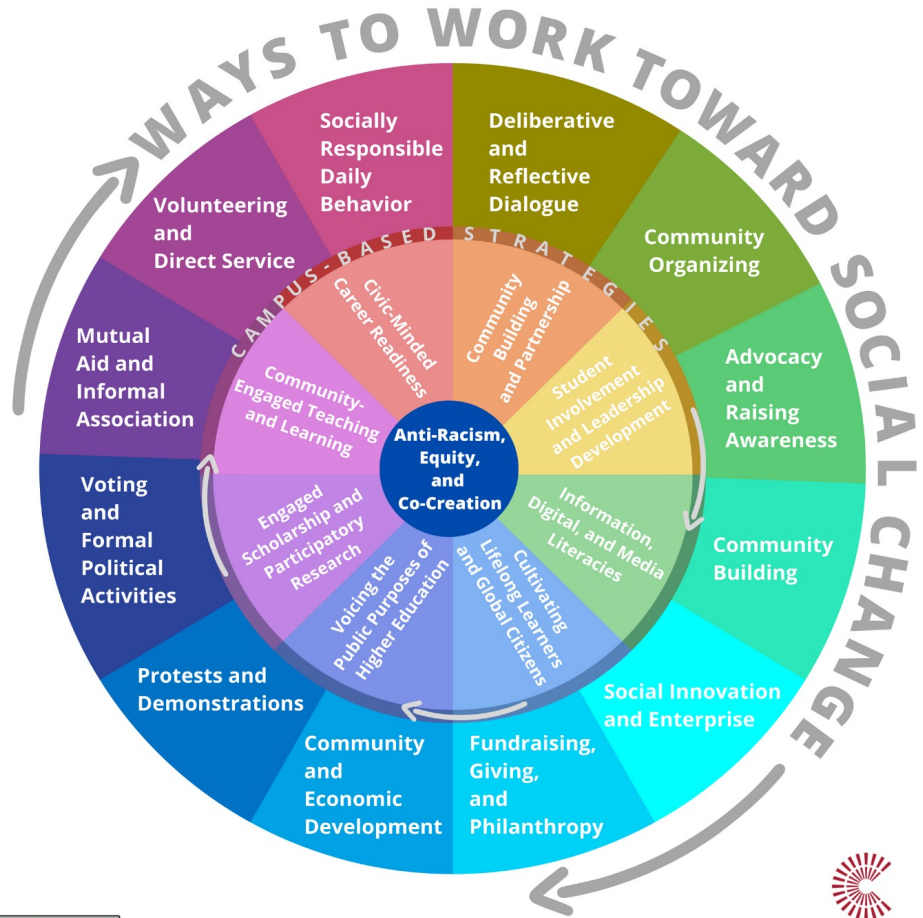 WAYS TO WORK TOWARD SOCIAL CHANGE
Deliberative
and
Reflective
Dialogue
Community
Organizing
Advocacy
and
Raising
Awareness
Community
Building
Social Innovation
and Enterprise
Fundraising,
Giving,
and
Philanthropy
Community
and
Economic
Development
Protests and
Demonstrations
Voting
and
Formal
Political
Activities
Mutual
Aid and
Informal
Association
Volunteering
and
Direct Service
Socially
Responsible
Daily
Behavior
CAMPUS-BASED STRATEGIES
Community
Building
and Partnership
Student
Involvement
and Leadership
Development
Information,
Digital, and Media
Literacies
Cultivating
Lifelong Learners
and Global Citizens
Voicing the
Public Purposes of
Higher Education
Engaged
Scholarship and
Participatory
Research
Community-
Engaged Teaching
and Learning
Civic-Minded
Career Readiness
Anti-Racism,
Equity,
and
Co-Creation